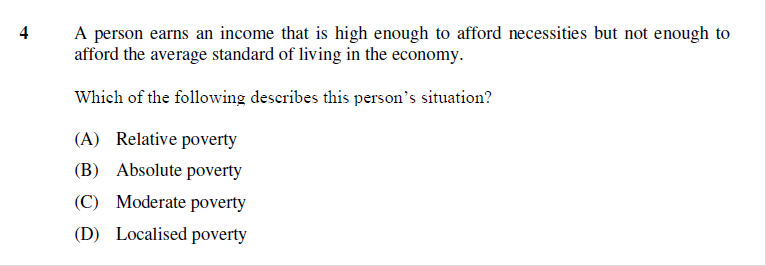 4 A person earns an income that is high enough to afford necessities but not enough to
afford the average standard of living in the economy.
Which of the following describes this person's situation?
(A) Relative poverty
(B) Absolute poverty
(C) Moderate poverty
(D) Localised poverty